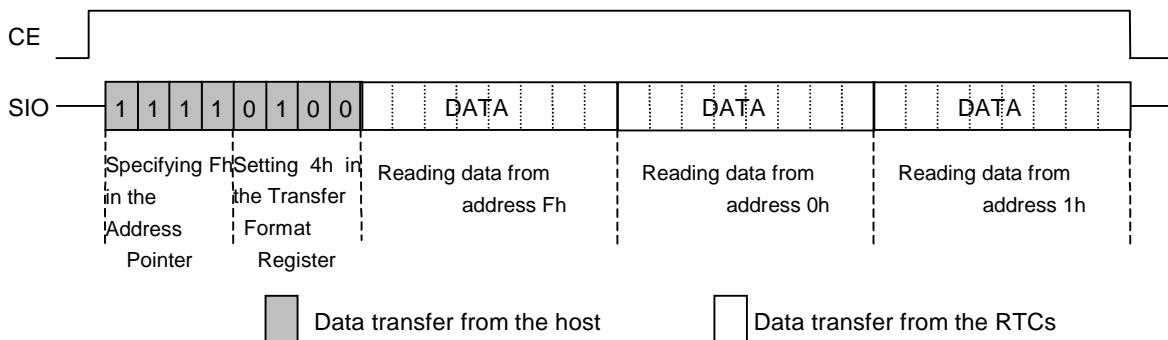 CE
SIO 1 1 1 1 0 1 0 0 DATA DATA DATA
Specifying Fh
in the
Address
Pointer
Setting 4h in
the Transfer
Format
Register
Reading data from
address Fh
Reading data from
address 0h
Reading data from
address 1h
Data transfer from the host
Data transfer from the RTCs